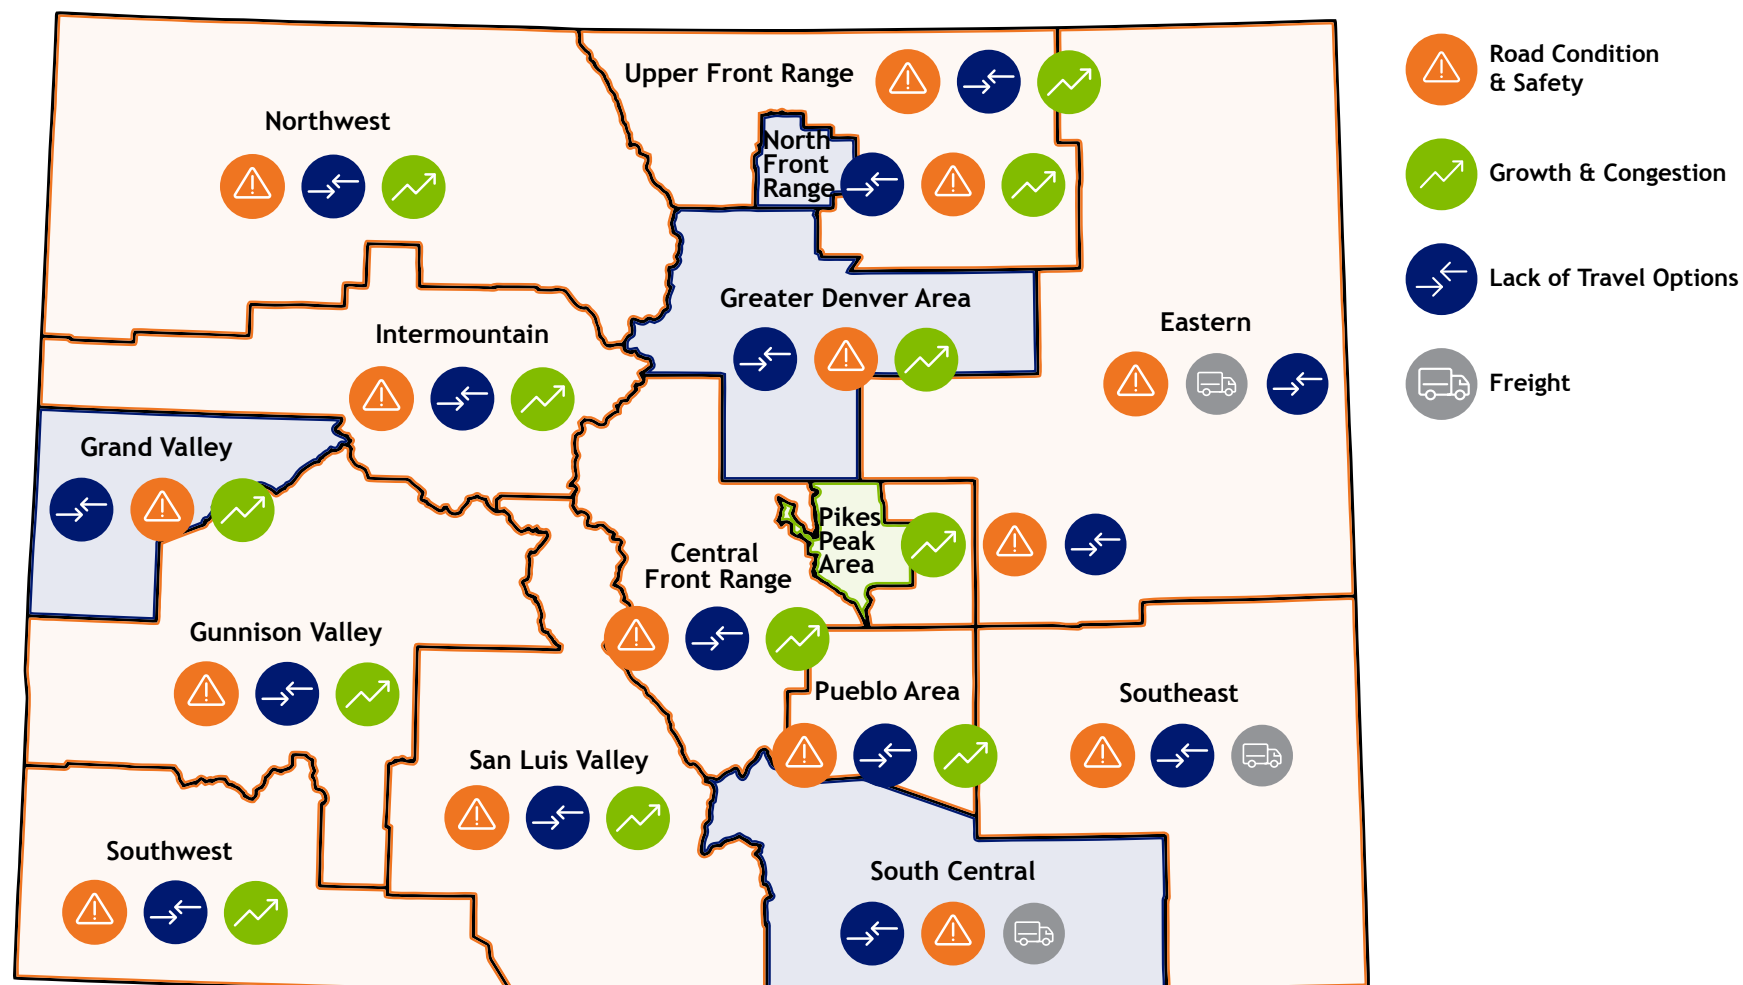 Upper Front Range
Northwest
North
Front
Range
Greater Denver Area
Intermountain
Eastern
Grand Valley
Pikes
Peak
Area
Central
Front Range
Gunnison Valley
Pueblo Area
Southeast
San Luis Valley
Southwest
South Central
Road Condition
& Safety
Growth & Congestion
Lack of Travel Options
Freight